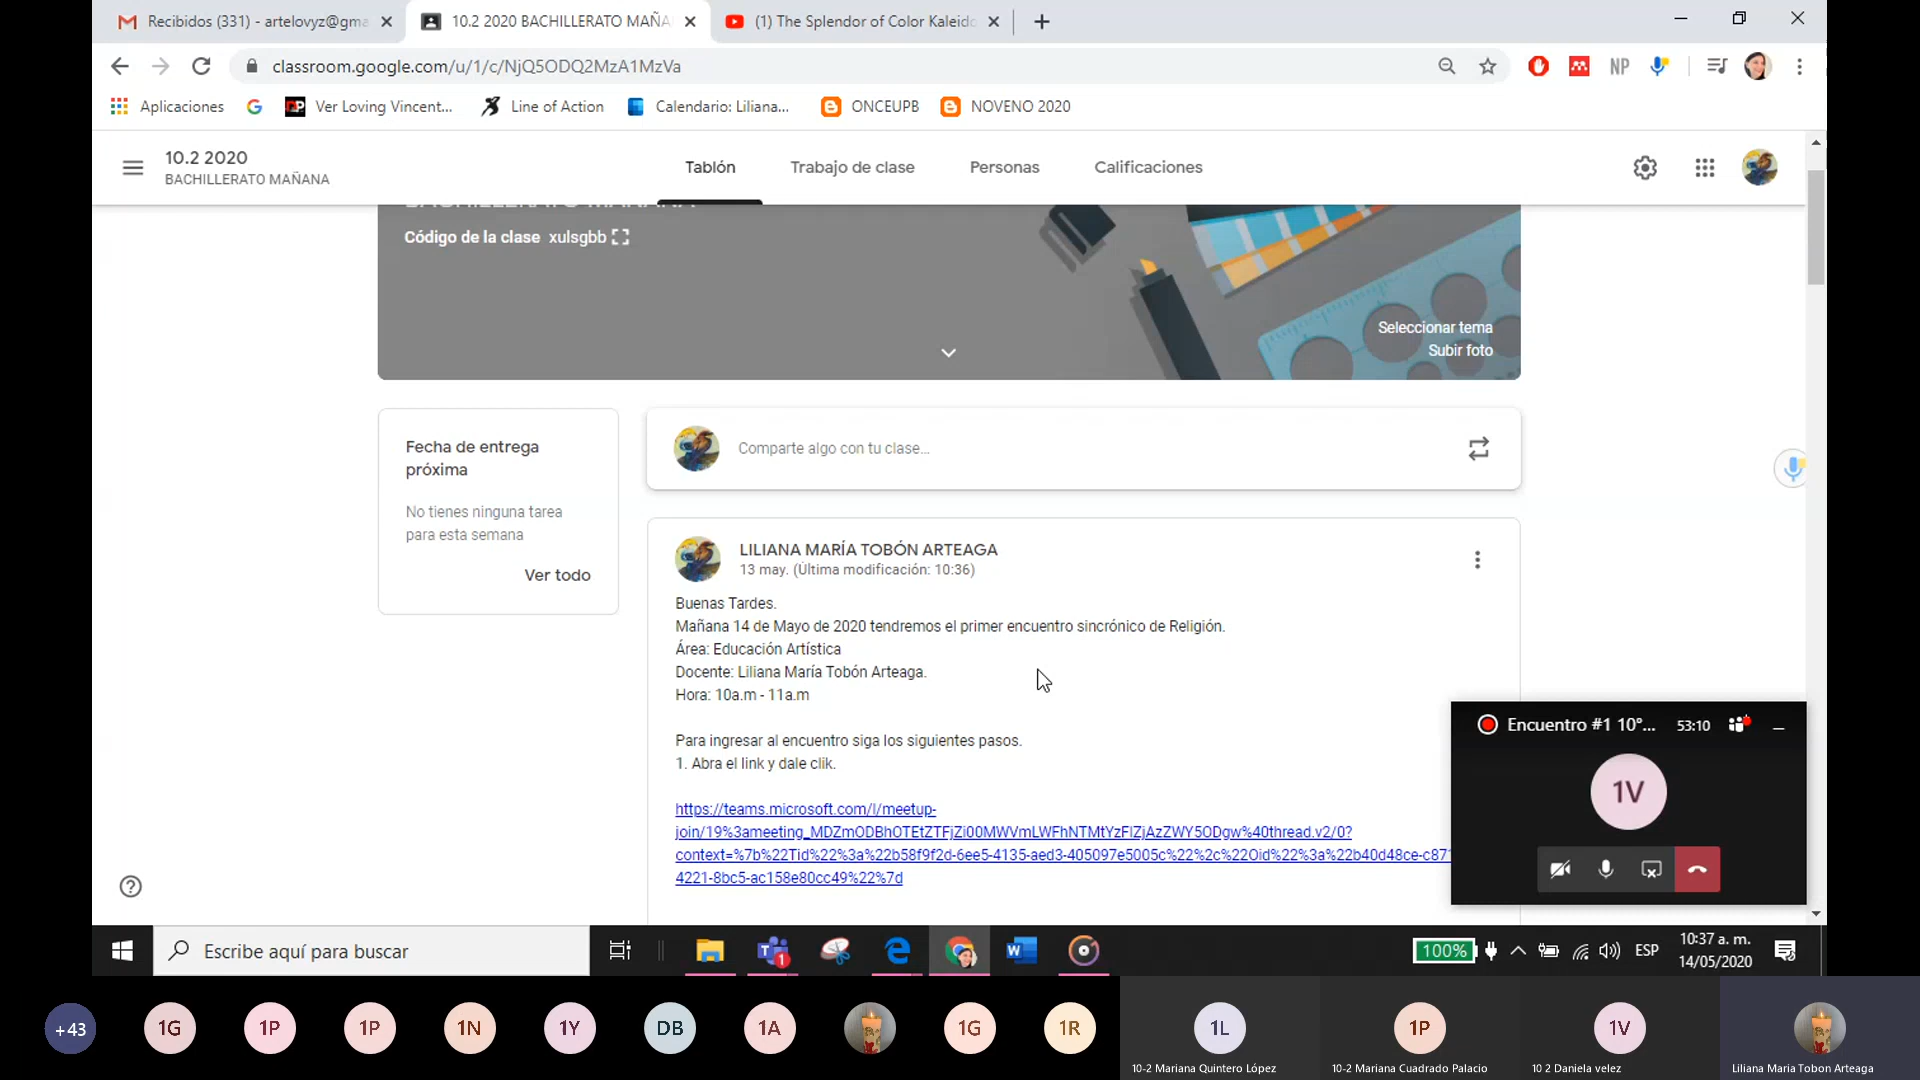 Recibidos (331) - artelovyz@gma
10.2 2020 BACHILLERATO MAÑA
(1) The Splendor of Color Kaleido
classroom.google.com/u/1/c/NjQ5ODQ2MzA1MzVa
NP
Aplicaciones
Ver Loving Vincent...
Line of Action
Calendario: Liliana...
ONCEUPB
NOVENO 2020
10.2 2020
BACHILLERATO MAÑANA
Tablón
Trabajo de clase
Personas
Calificaciones
BACHILLERATO MAÑANA
Código de la clase xulsgbb
Seleccionar tema
Subir foto
Fecha de entrega
próxima
No tienes ninguna tarea
para esta semana
Ver todo
Comparte algo con tu clase...
LILIANA MARÍA TOBÓN ARTEAGA
13 may. (Última modificación: 10:36)
Buenas Tardes.
Mañana 14 de Mayo de 2020 tendremos el primer encuentro sincrónico de Religión.
Área: Educación Artística
Docente: Liliana María Tobón Arteaga.
Hora: 10a.m - 11a.m
Para ingresar al encuentro siga los siguientes pasos.
1. Abra el link y dale clik.
https://teams.microsoft.com/l/meetup-
join/19%3ameeting_MDZmODBhOTEtZTFjZi00MWVmLWFhNTMtYzFlZjAzZWY5ODgw%40thread.v2/0?
context=%7b%22Tid%22%3a%22b58f9f2d-6ee5-4135-aed3-405097e5005c%22%2c%22Oid%22%3a%22b40d48ce-c871
4221-8bc5-ac158e80cc49%22%7d
Encuentro #1 10°...
53:10
1V
Escribe aquí para buscar
1
100%
ESP
10:37 a. m.
14/05/2020
+43
1G
1P
1P
1N
1Y
DB
1A
1G
1R
1L
10-2 Mariana Quintero López
1P
10-2 Mariana Cuadrado Palacio
1V
10 2 Daniela velez
Liliana Maria Tobon Arteaga